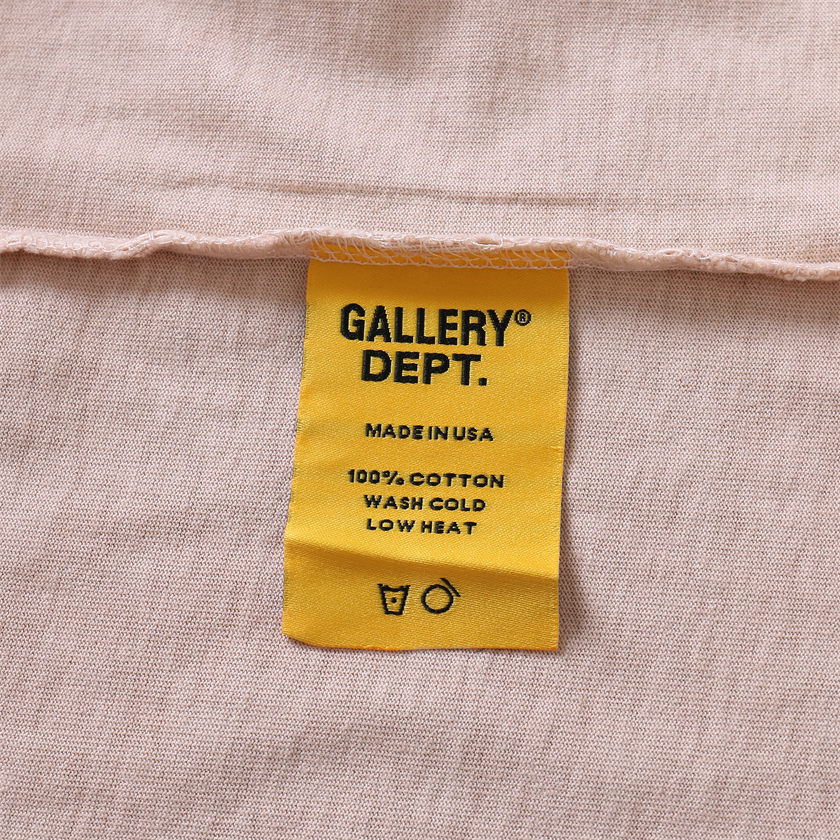 GALLERY®
DEPT.
MADE IN USA
100% COTTON
WASH COLD
LOW HEAT